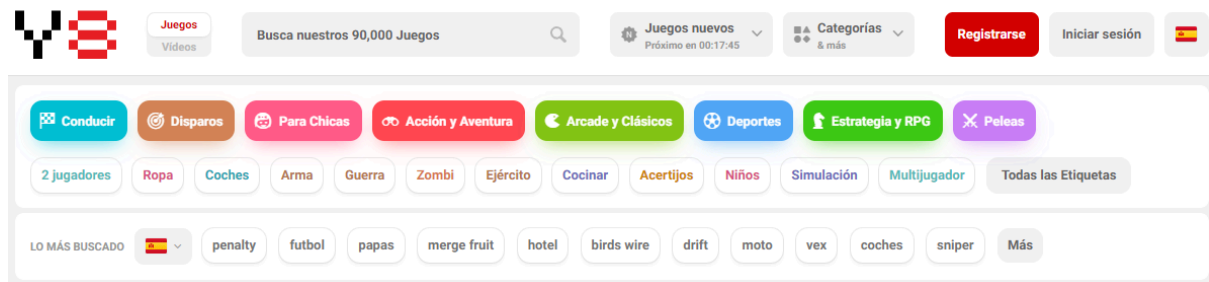 Y8
Juegos
Vídeos
Busca nuestros 90,000 Juegos
N
Juegos nuevos
Próximo en 00:17:45
Categorías
& más
Registrarse
Iniciar sesión
Conducir
Disparos
Para Chicas
Acción y Aventura
Arcade y Clásicos
Deportes
Estrategia y RPG
Peleas
2 jugadores
Ropa
Coches
Arma
Guerra
Zombi
Ejército
Cocinar
Acertijos
Niños
Simulación
Multijugador
Todas las Etiquetas
LO MÁS BUSCADO
penalty
futbol
papas
merge fruit
hotel
birds wire
drift
moto
vex
coches
sniper
Más